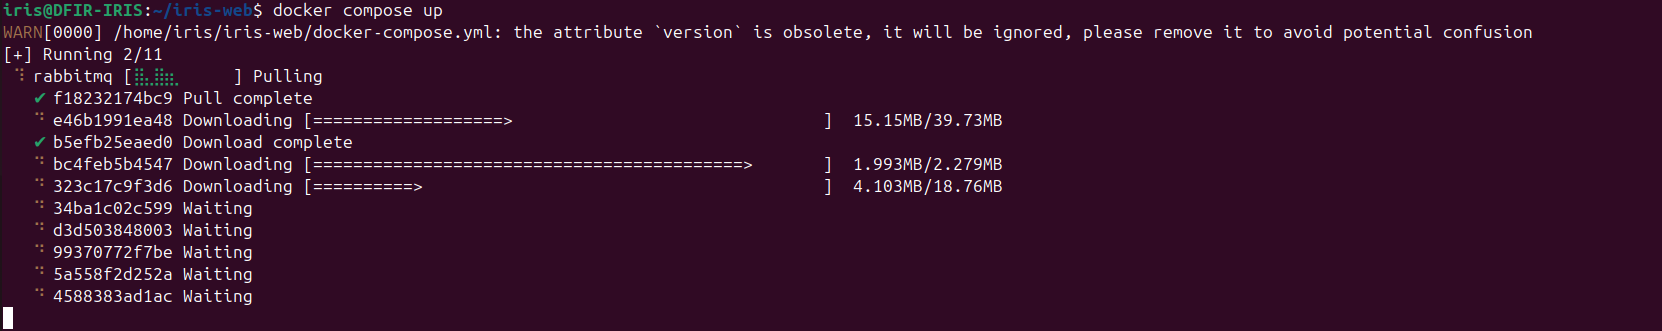 iris@DFIR-IRIS:~/iris-web$ docker compose up
WARN[0000] /home/iris/iris-web/docker-compose.yml: the attribute `version` is obsolete, it will be ignored, please remove it to avoid potential confusion
[+] Running 2/11
⠹ rabbitmq [⣿⣄⣿⣶⡀      ] Pulling
✔ f18232174bc9 Pull complete
e46b1991ea48 Downloading [===================>                               ]  15.15MB/39.73MB
✔ b5efb25eaed0 Download complete
bc4feb5b4547 Downloading [===========================================>       ]  1.993MB/2.279MB
323c17c9f3d6 Downloading [==========>                                        ]  4.103MB/18.76MB
34ba1c02c599 Waiting
d3d503848003 Waiting
99370772f7be Waiting
5a558f2d252a Waiting
4588383ad1ac Waiting